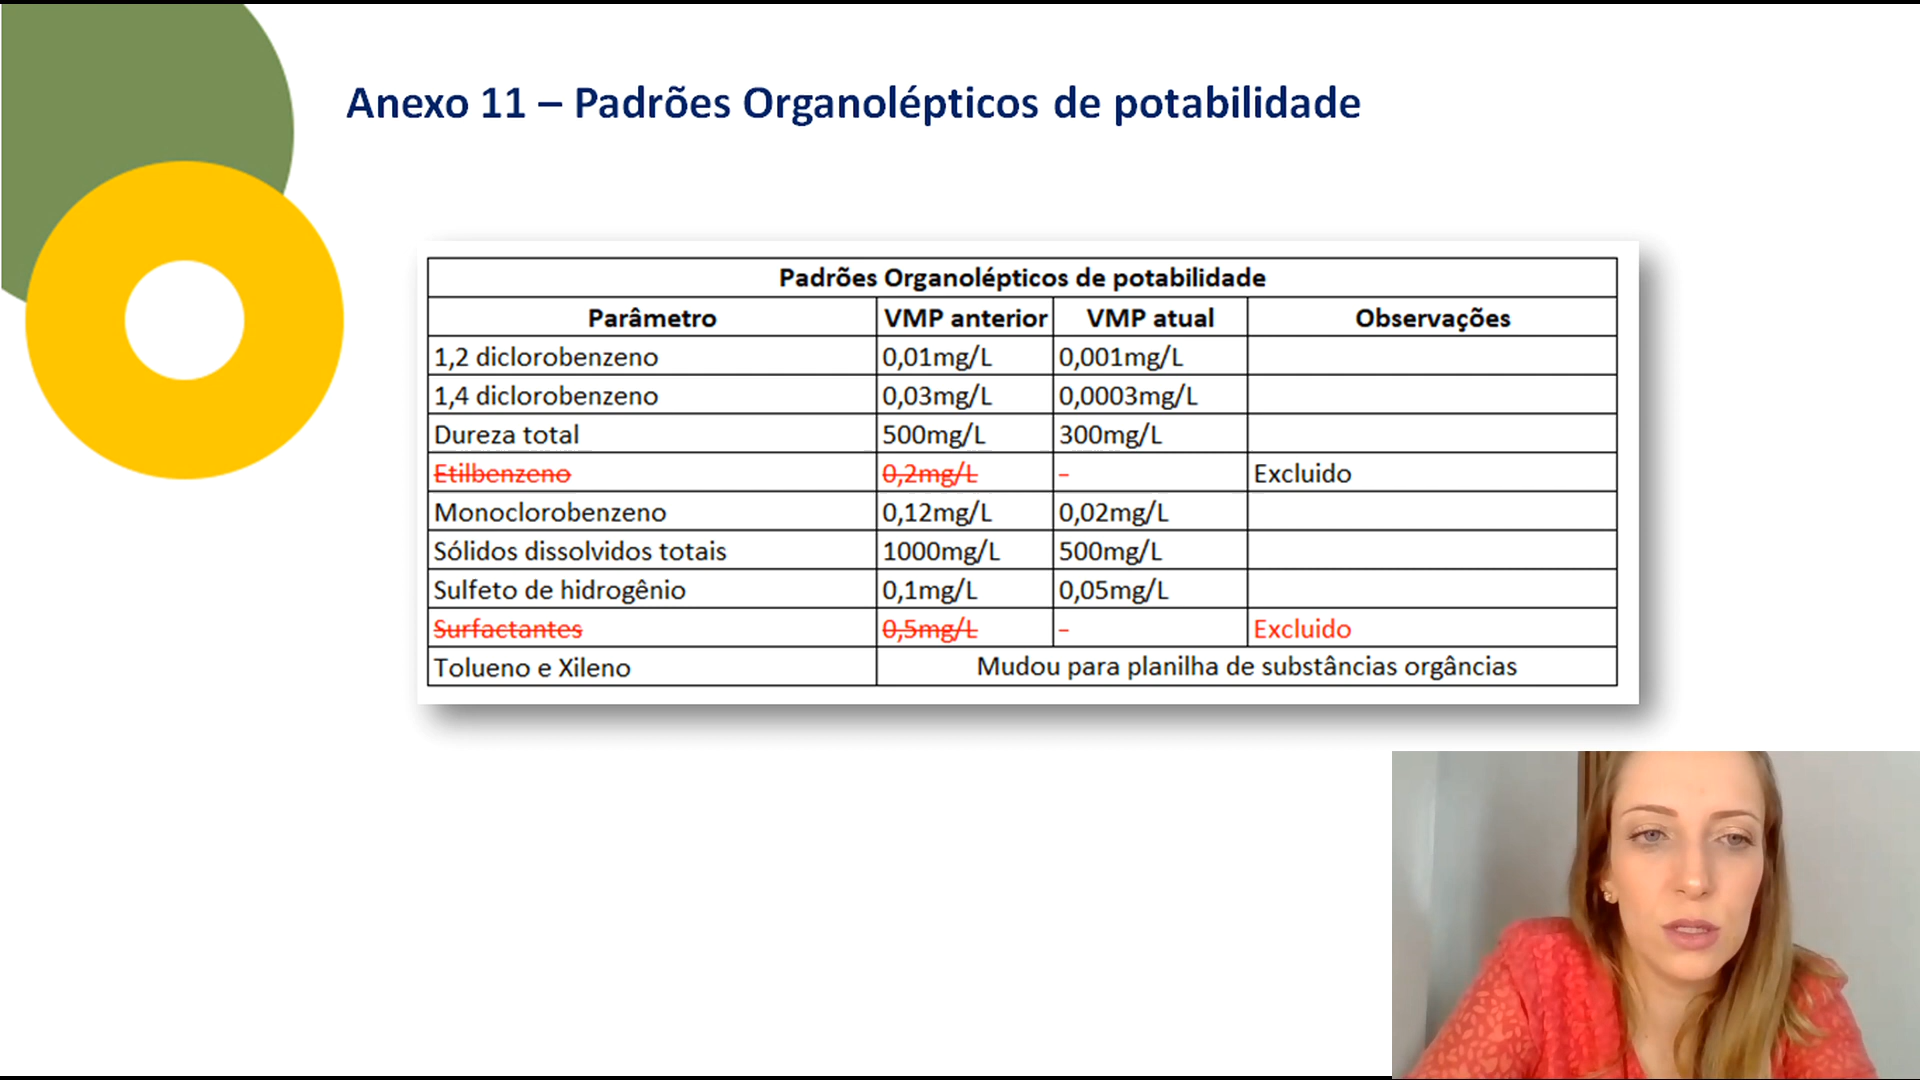 Anexo 11 – Padrões Organolépticos de potabilidade
Padrões Organolépticos de potabilidade
Parâmetro VMP anterior VMP atual Observações
1,2 diclorobenzeno 0,01mg/L 0,001mg/L
1,4 diclorobenzeno 0,03mg/L 0,0003mg/L
Dureza total 500mg/L 300mg/L
Etilbenzeno 0,2mg/L - Excluido
Monoclorobenzeno 0,12mg/L 0,02mg/L
Sólidos dissolvidos totais 1000mg/L 500mg/L
Sulfeto de hidrogênio 0,1mg/L 0,05mg/L
Surfactantes 0,5mg/L - Excluido
Tolueno e Xileno Mudou para planilha de substâncias orgâncias